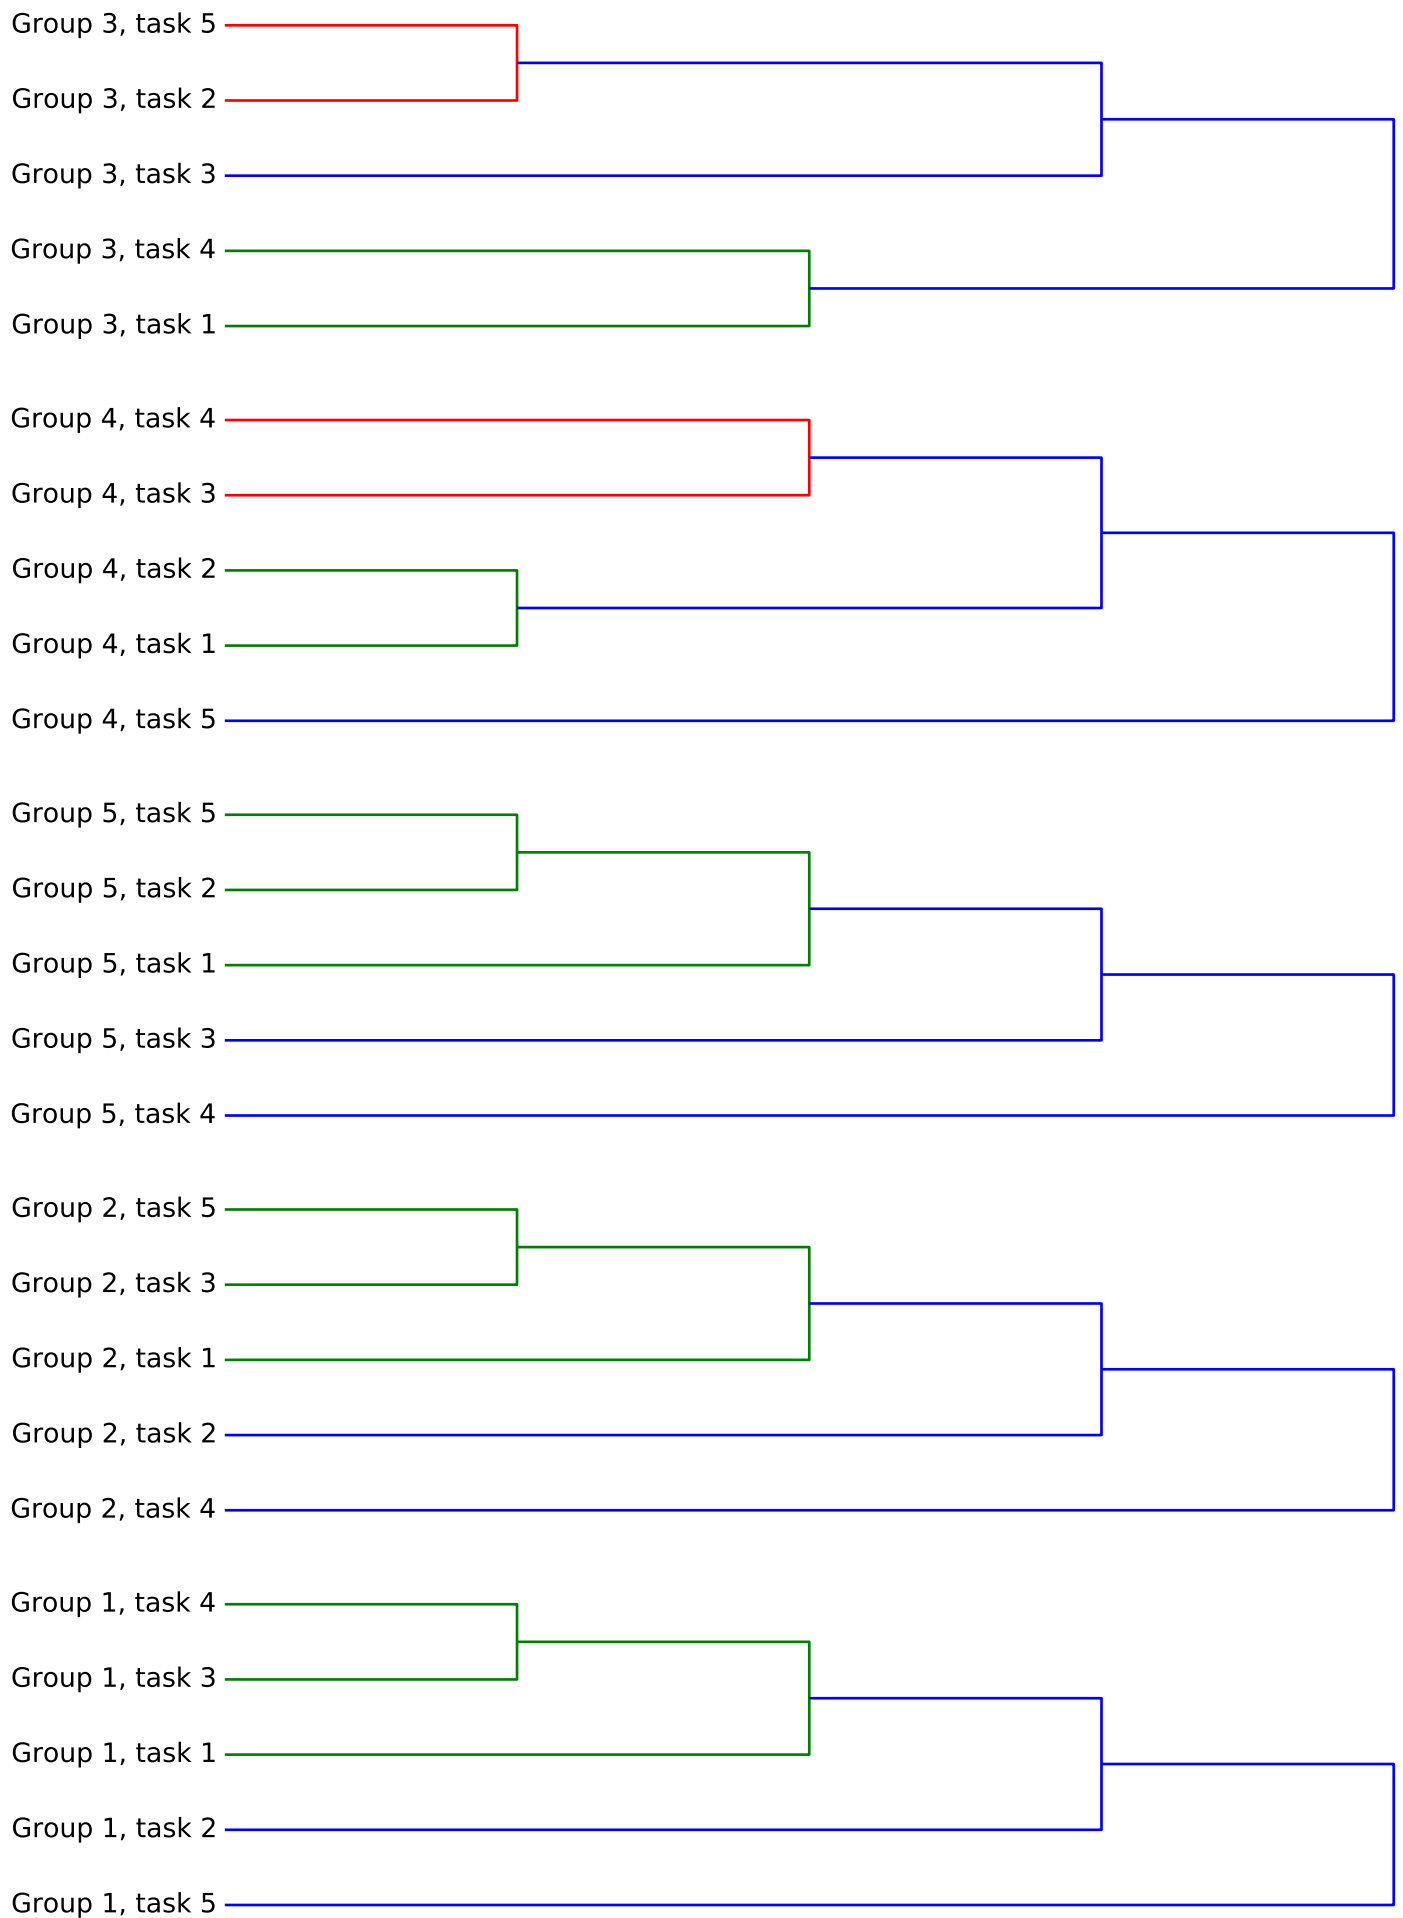 Group 3, task 5
Group 3, task 2
Group 3, task 3
Group 3, task 4
Group 3, task 1
Group 4, task 4
Group 4, task 3
Group 4, task 2
Group 4, task 1
Group 4, task 5
Group 5, task 5
Group 5, task 2
Group 5, task 1
Group 5, task 3
Group 5, task 4
Group 2, task 5
Group 2, task 3
Group 2, task 1
Group 2, task 2
Group 2, task 4
Group 1, task 4
Group 1, task 3
Group 1, task 1
Group 1, task 2
Group 1, task 5